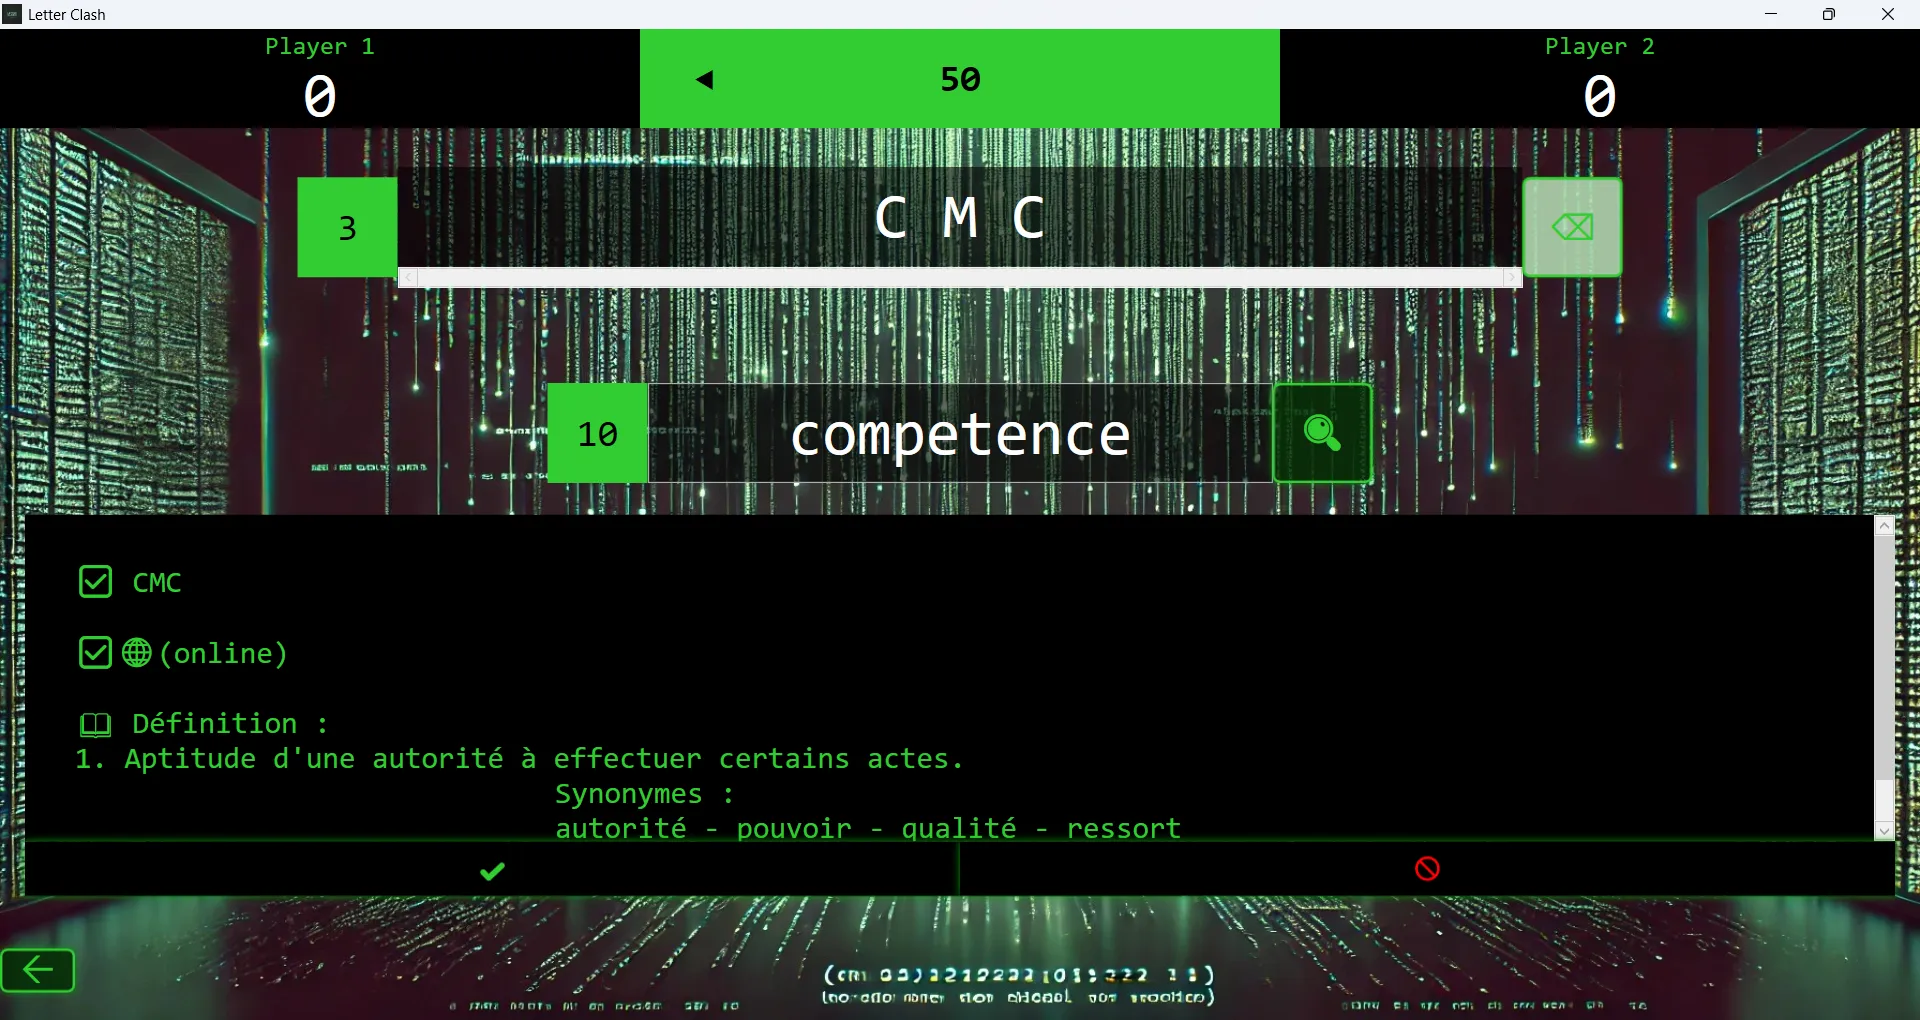 Letter Clash
Player 1
0
50
Player 2
0
3
C M C
10
competence
CMC
(online)
Définition :
1. Aptitude d'une autorité à effectuer certains actes.
Synonymes :
autorité - pouvoir - qualité - ressort